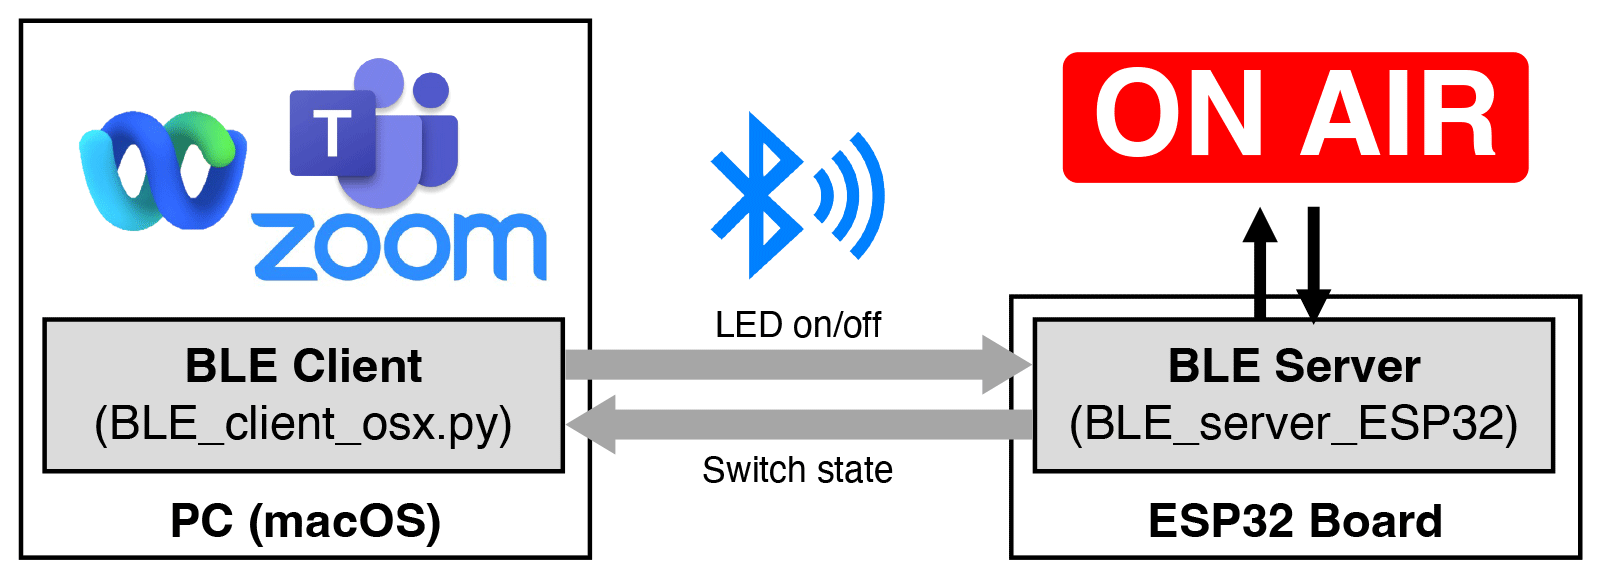 T
zoom
BLE Client
(BLE_client_osx.py)
PC (macOS)
LED on/off
Switch state
ON AIR
BLE Server
(BLE_server_ESP32)
ESP32 Board